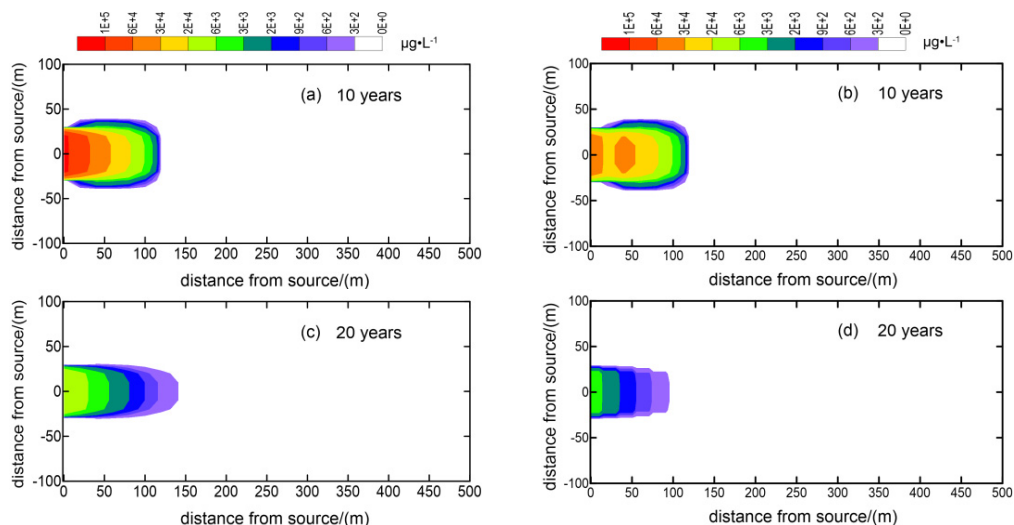 1E+5 6E+4 3E+4 2E+4 6E+3 3E+3 2E+3 9E+2 6E+2 3E+2 0E+0 µg•L⁻¹
1E+5 6E+4 3E+4 2E+4 6E+3 3E+3 2E+3 9E+2 6E+2 3E+2 0E+0 µg•L⁻¹
distance from source/(m)
100
50
0
-50
-100
(a) 10 years
0 50 100 150 200 250 300 350 400 450 500
distance from source/(m)
distance from source/(m)
100
50
0
-50
-100
(b) 10 years
0 50 100 150 200 250 300 350 400 450 500
distance from source/(m)
distance from source/(m)
100
50
0
-50
-100
(c) 20 years
0 50 100 150 200 250 300 350 400 450 500
distance from source/(m)
distance from source/(m)
100
50
0
-50
-100
(d) 20 years
0 50 100 150 200 250 300 350 400 450 500
distance from source/(m)